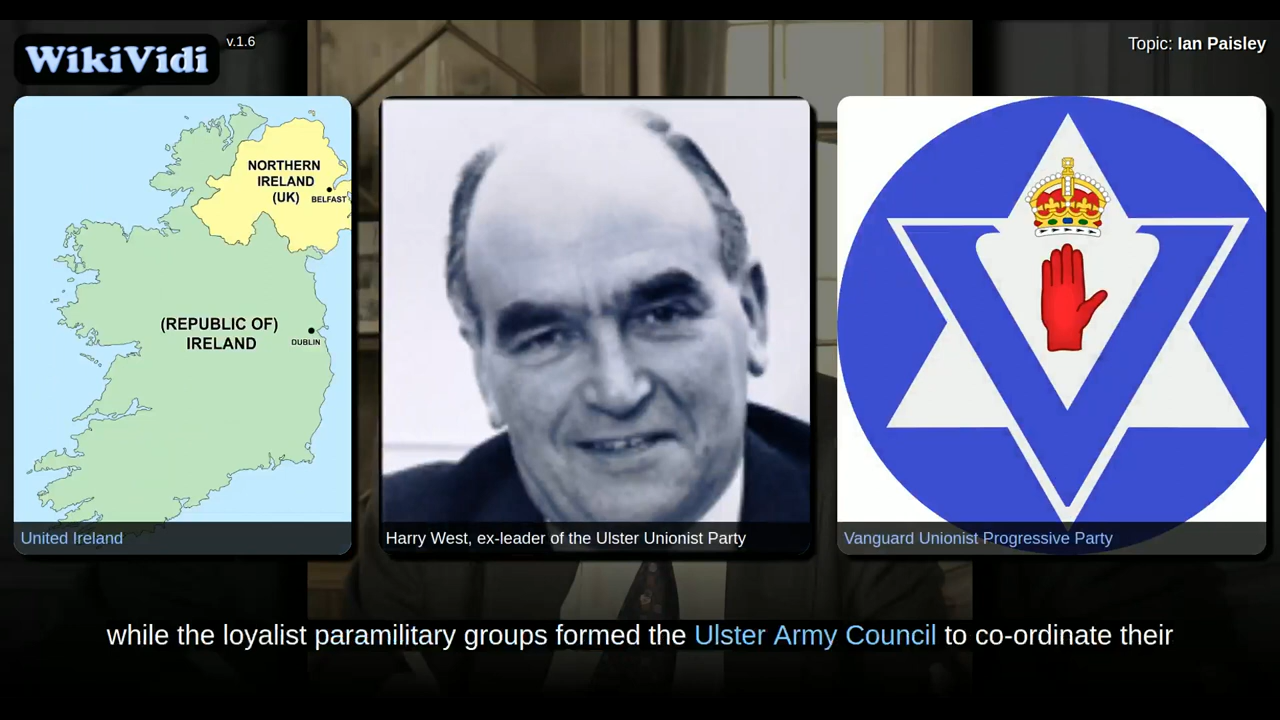 WikiVidi
v.1.6
Topic: Ian Paisley
NORTHERN
IRELAND
(UK)
BELFAST
(REPUBLIC OF)
IRELAND
DUBLIN
United Ireland
Harry West, ex-leader of the Ulster Unionist Party
Vanguard Unionist Progressive Party
while the loyalist paramilitary groups formed the Ulster Army Council to co-ordinate their